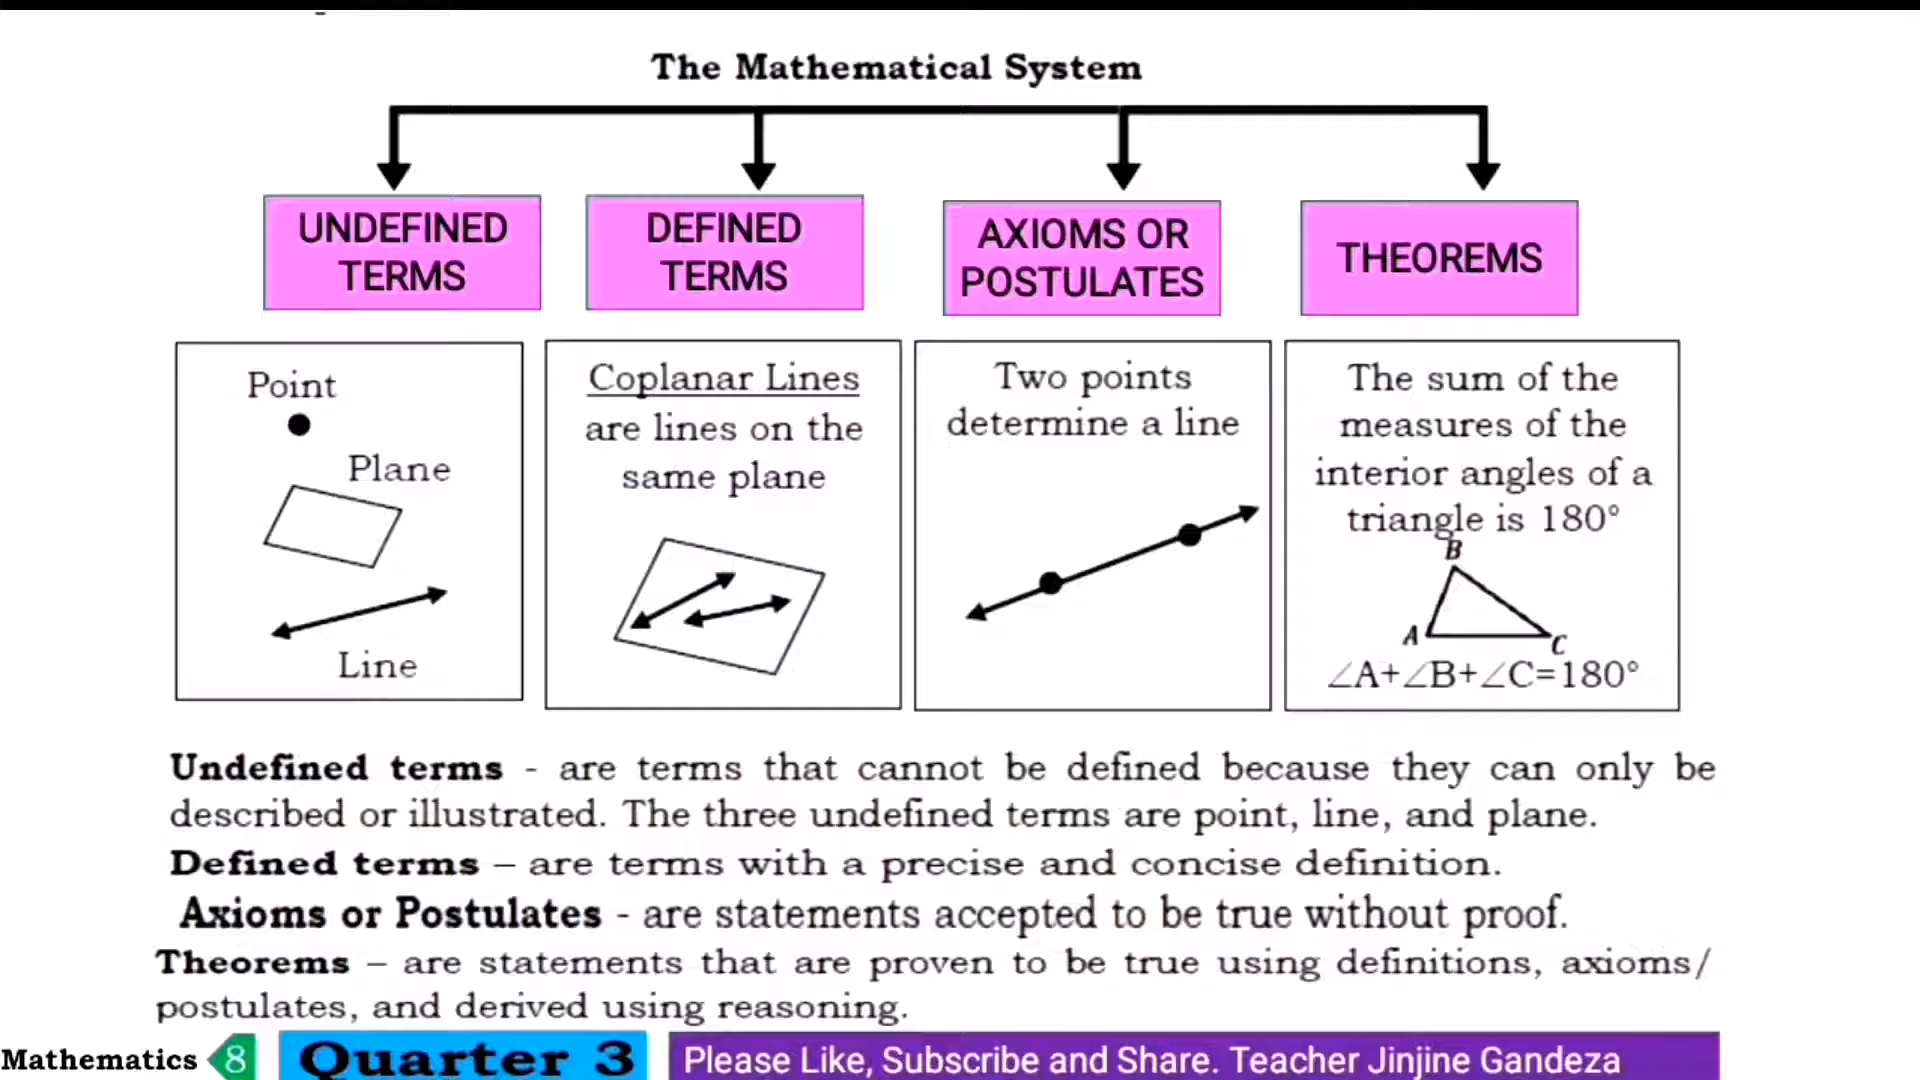 The Mathematical System
UNDEFINED
TERMS
DEFINED
TERMS
AXIOMS OR
POSTULATES
THEOREMS
Point
Plane
Line
Coplanar Lines
are lines on the
same plane
Two points
determine a line
The sum of the
measures of the
interior angles of a
triangle is 180°
B
A
C
∠A+∠B+∠C=180°
Undefined terms - are terms that cannot be defined because they can only be
described or illustrated. The three undefined terms are point, line, and plane.
Defined terms – are terms with a precise and concise definition.
Axioms or Postulates - are statements accepted to be true without proof.
Theorems – are statements that are proven to be true using definitions, axioms/
postulates, and derived using reasoning.
Mathematics 8 Quarter 3 Please Like, Subscribe and Share. Teacher Jinjine Gandeza